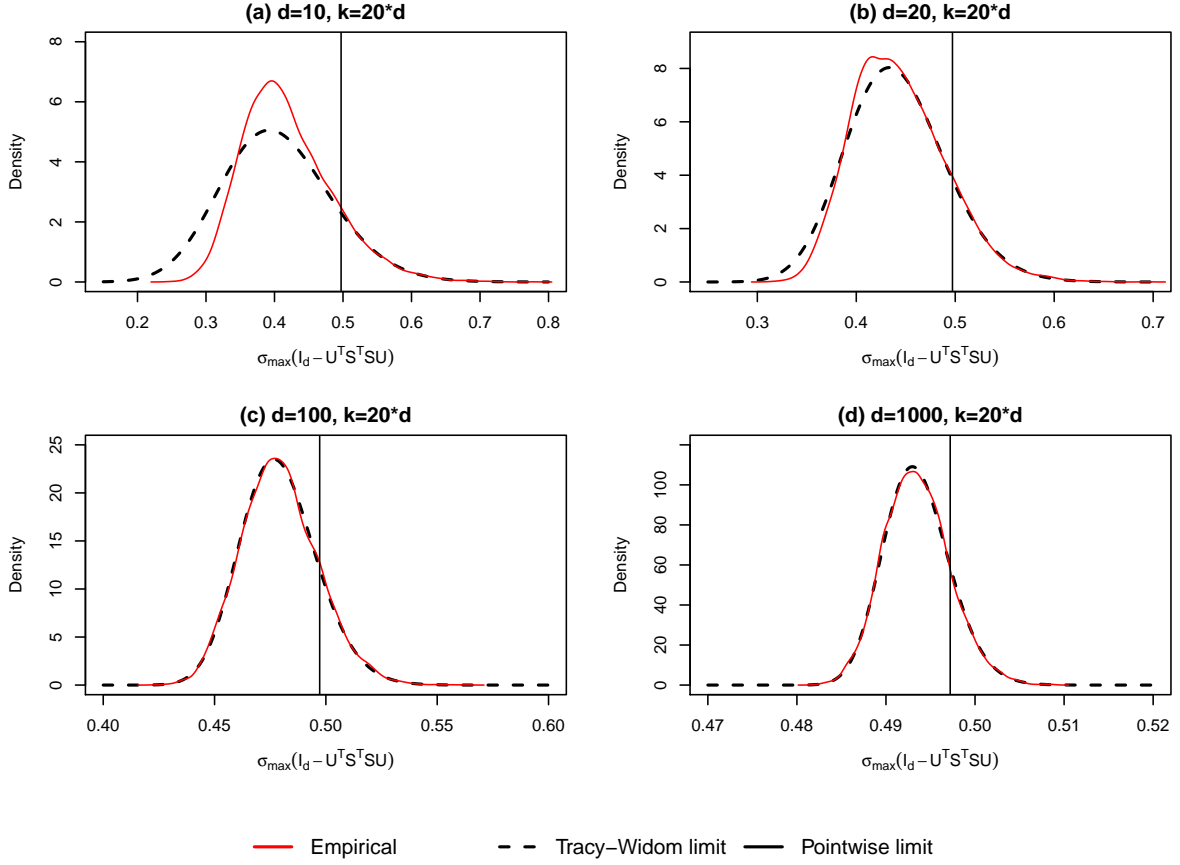 (a) d=10, k=20*d
Density
0 2 4 6 8
0.2 0.3 0.4 0.5 0.6 0.7 0.8
σmax(Id − UᵀSᵀSU)
(b) d=20, k=20*d
Density
0 2 4 6 8
0.3 0.4 0.5 0.6 0.7
σmax(Id − UᵀSᵀSU)
(c) d=100, k=20*d
Density
0 5 10 15 20 25
0.40 0.45 0.50 0.55 0.60
σmax(Id − UᵀSᵀSU)
(d) d=1000, k=20*d
Density
0 20 40 60 80 100
0.47 0.48 0.49 0.50 0.51 0.52
σmax(Id − UᵀSᵀSU)
Empirical Tracy−Widom limit Pointwise limit